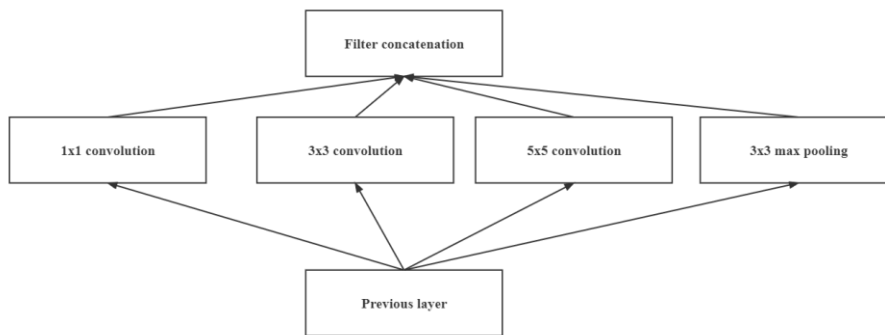 Filter concatenation
1x1 convolution
3x3 convolution
5x5 convolution
3x3 max pooling
Previous layer